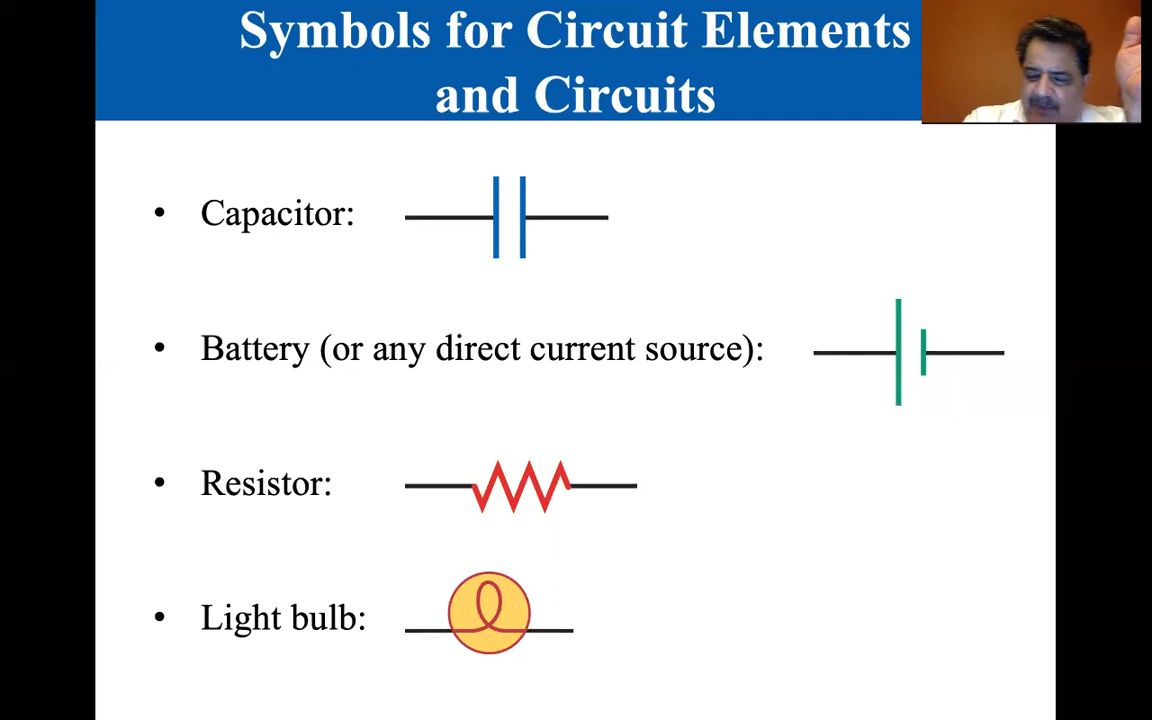 Symbols for Circuit Elements
and Circuits
• Capacitor:
• Battery (or any direct current source):
• Resistor:
• Light bulb: